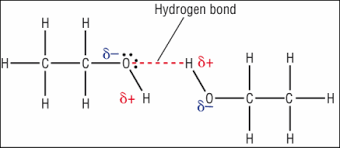 Hydrogen bond
H H
H C C δ– O H δ+
H H δ+ H
H H
O C C H
δ–
H H